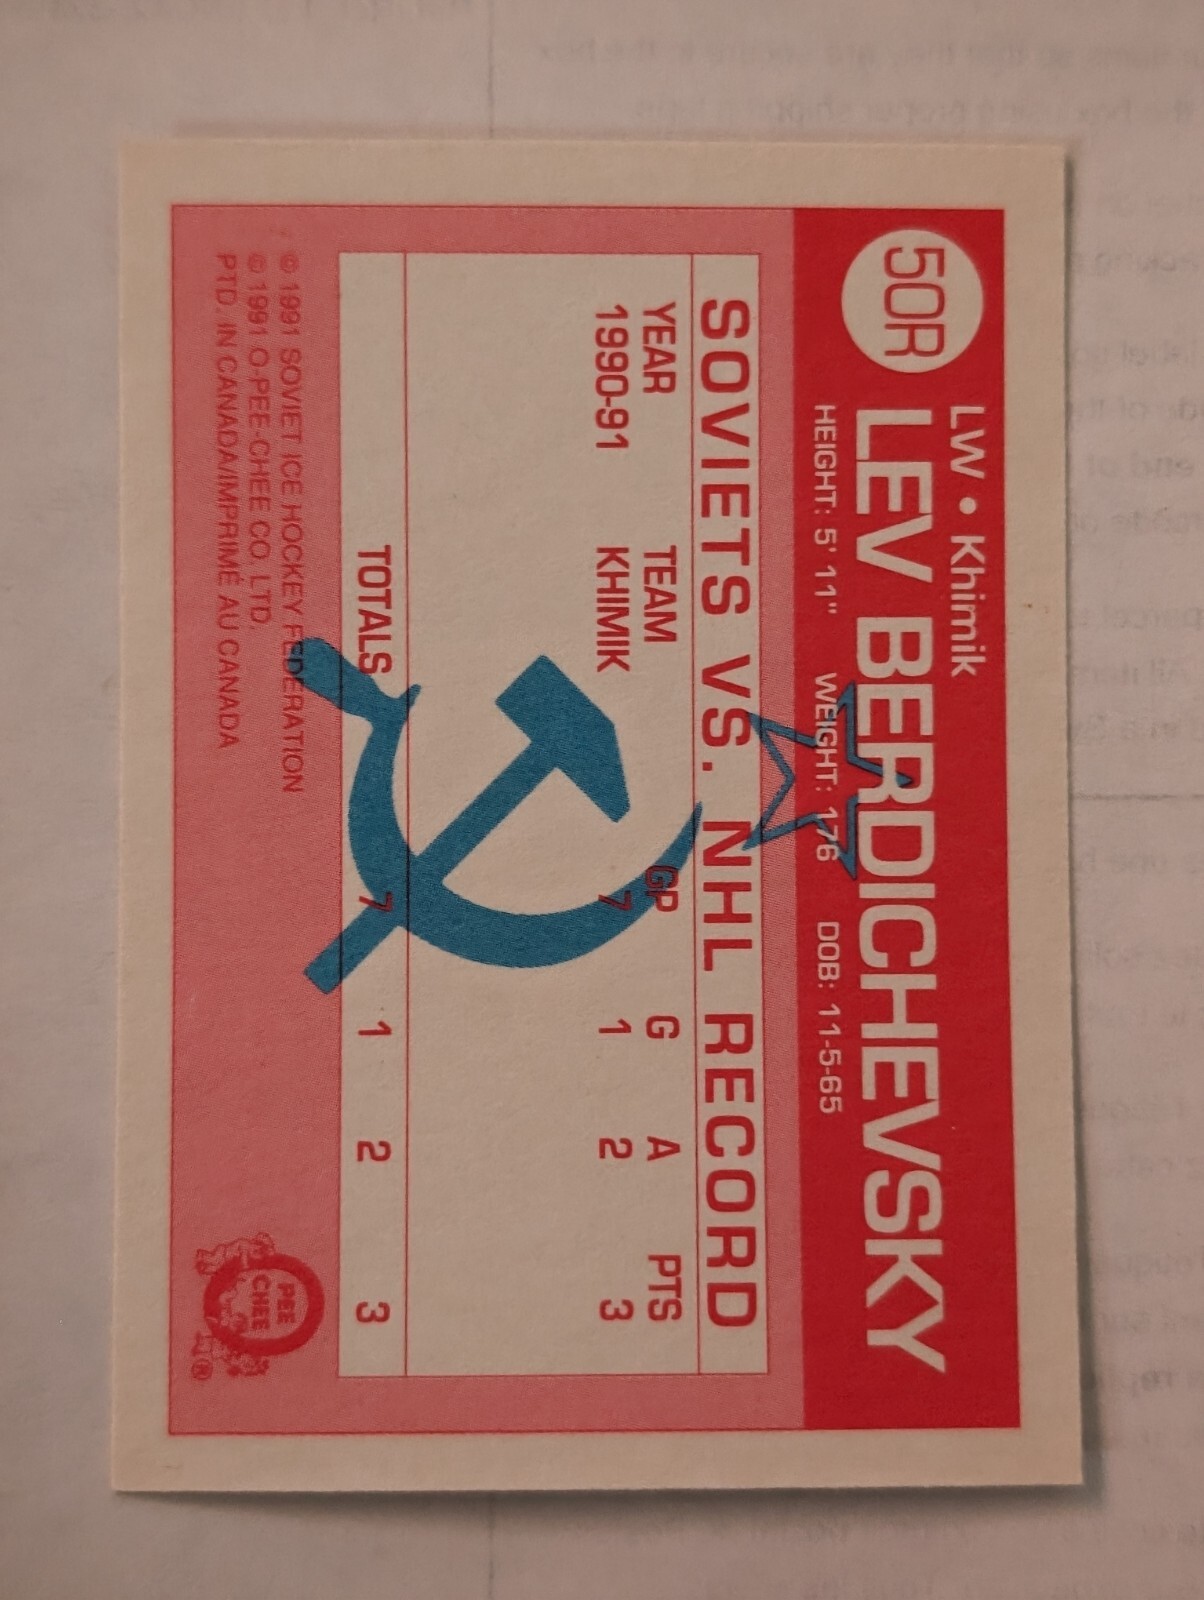 50R
LW • Khimik
LEV BERDICHEVSKY
HEIGHT: 5' 11" WEIGHT: 176 DOB: 11-5-65
SOVIETS VS. NHL RECORD
YEAR TEAM GP G A PTS
1990-91 KHIMIK 7 1 2 3
TOTALS 7 1 2 3
© 1991 SOVIET ICE HOCKEY FEDERATION
© 1991 O-PEE-CHEE CO. LTD.
PTD. IN CANADA/IMPRIMÉ AU CANADA
O
PEE
CHEE
®